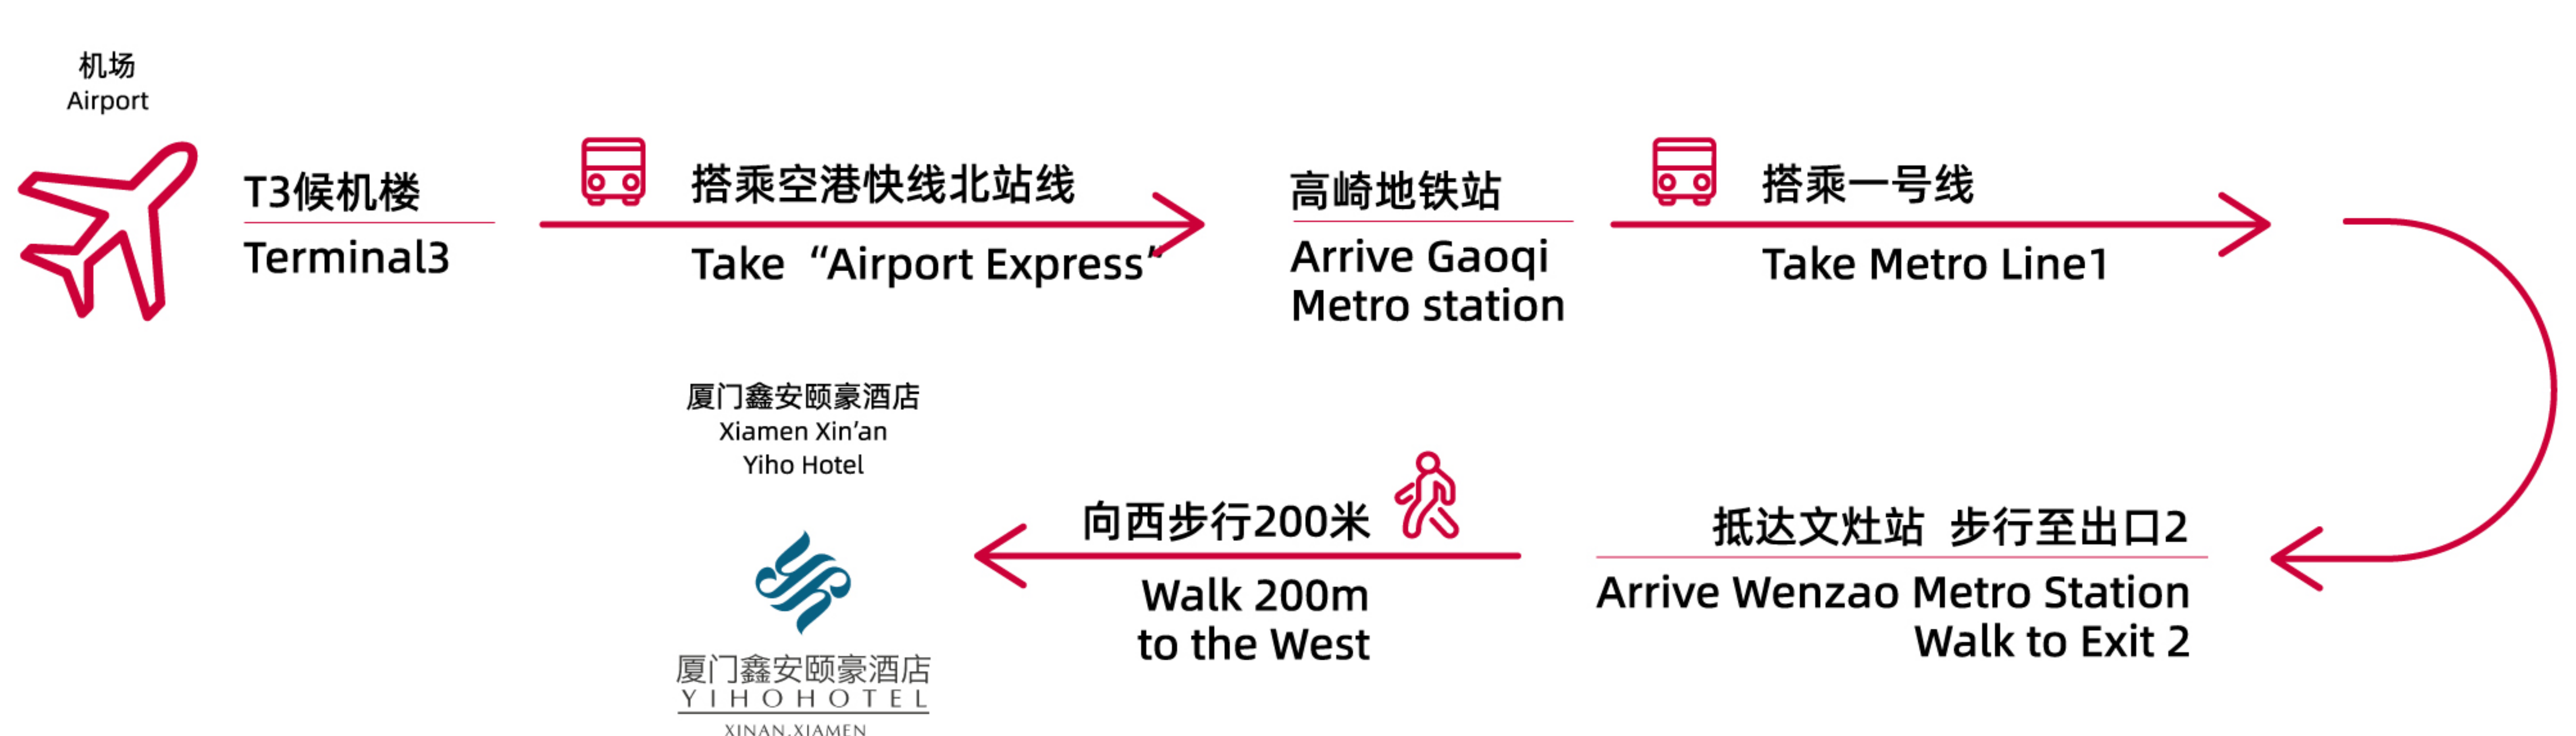 机场
Airport
T3候机楼
Terminal3
搭乘空港快线北站线
Take “Airport Express”
高崎地铁站
Arrive Gaoqi
Metro station
搭乘一号线
Take Metro Line1
抵达文灶站 步行至出口2
Arrive Wenzao Metro Station
Walk to Exit 2
向西步行200米
Walk 200m
to the West
厦门鑫安颐豪酒店
Xiamen Xin’an
Yiho Hotel
厦门鑫安颐豪酒店
YIHOHOTEL
XINAN.XIAMEN